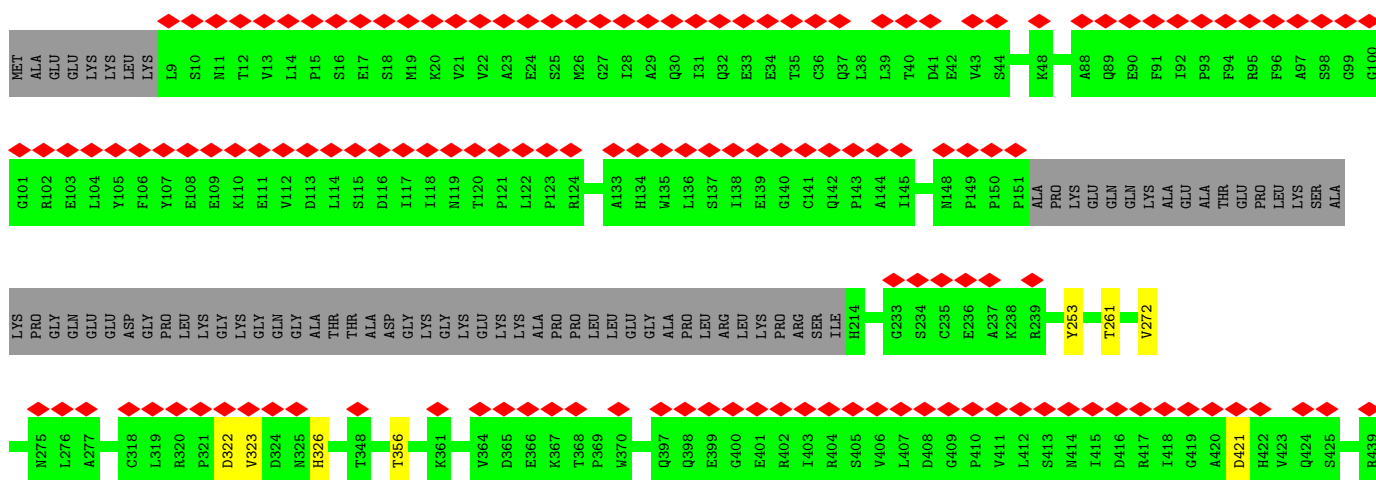 MET ALA GLU GLU LYS LYS LEU LYS L9 S10 N11 T12 V13 L14 P15 S16 E17 S18 M19 K20 V21 V22 A23 E24 S25 M26 G27 I28 A29 Q30 I31 Q32 E33 E34 T35 C36 Q37 L38 L39 T40 D41 E42 V43 S44 K48 A88 Q89 E90 F91 I92 P93 F94 R95 F96 A97 S98 G99 G100
G101 R102 E103 L104 Y105 F106 Y107 E108 E109 K110 E111 V112 D113 L114 S115 D116 I117 I118 N119 T120 P121 L122 P123 R124 A133 H134 W135 L136 S137 I138 E139 G140 C141 Q142 P143 A144 I145 N148 P149 P150 P151 ALA PRO LYS GLU GLN GLN LYS ALA GLU ALA THR GLU PRO LEU LYS SER ALA
LYS PRO GLY GLN GLU GLU ASP GLY PRO LEU LYS GLY LYS GLY GLN GLY ALA THR THR ALA ASP GLY LYS GLY LYS GLU LYS LYS ALA PRO PRO LEU LEU GLU GLY ALA PRO LEU ARG LEU LYS PRO ARG SER ILE H214 G233 S234 C235 E236 A237 K238 R239 Y253 T261 V272
N275 L276 A277 C318 L319 R320 P321 D322 V323 D324 N325 H326 T348 T356 K361 V364 D365 E366 K367 T368 P369 W370 Q397 Q398 E399 G400 E401 R402 I403 R404 S405 V406 L407 D408 G409 P410 V411 L412 S413 N414 I415 D416 R417 I418 G419 A420 D421 H422 V423 Q424 S425 R439